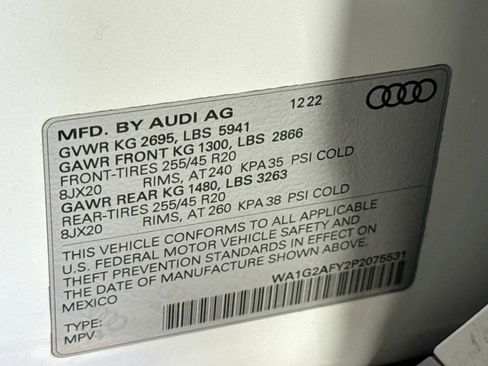 MFD. BY AUDI AG 12 22
GVWR KG 2695, LBS 5941
GAWR FRONT KG 1300, LBS 2866
FRONT-TIRES 255/45 R20
8JX20 RIMS, AT 240 KPA 35 PSI COLD
GAWR REAR KG 1480, LBS 3263
REAR-TIRES 255/45 R20
8JX20 RIMS, AT 260 KPA 38 PSI COLD
THIS VEHICLE CONFORMS TO ALL APPLICABLE
U.S. FEDERAL MOTOR VEHICLE SAFETY AND
THEFT PREVENTION STANDARDS IN EFFECT ON
THE DATE OF MANUFACTURE SHOWN ABOVE.
MEXICO
WA1G2AFY2P2075531
TYPE:
MPV